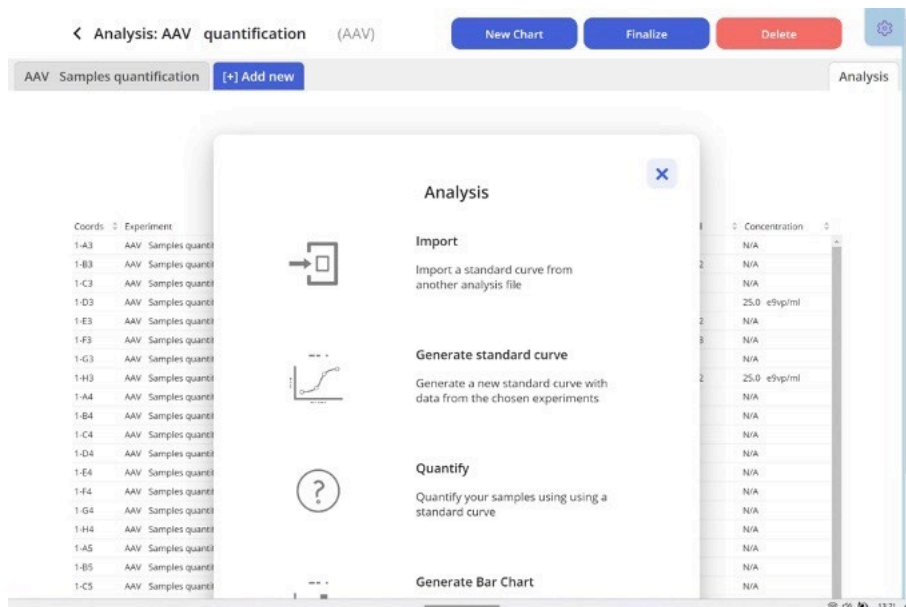 Analysis: AAV quantification (AAV) New Chart Finalize Delete
AAV Samples quantification [+] Add new Analysis
Analysis
Coords Experiment Concentration
Import
Import a standard curve from
another analysis file
Generate standard curve
Generate a new standard curve with
data from the chosen experiments
Quantify
Quantify your samples using using a
standard curve
Generate Bar Chart
1-A3 AAV Samples quanti N/A
1-B3 AAV Samples quanti 2 N/A
1-C3 AAV Samples quanti N/A
1-D3 AAV Samples quanti 25.0 e9vp/ml
1-E3 AAV Samples quanti 2 N/A
1-F3 AAV Samples quanti 3 N/A
1-G3 AAV Samples quanti N/A
1-H3 AAV Samples quanti 2 25.0 e9vp/ml
1-A4 AAV Samples quanti N/A
1-B4 AAV Samples quanti N/A
1-C4 AAV Samples quanti N/A
1-D4 AAV Samples quanti N/A
1-E4 AAV Samples quanti N/A
1-F4 AAV Samples quanti N/A
1-G4 AAV Samples quanti N/A
1-H4 AAV Samples quanti N/A
1-A5 AAV Samples quanti N/A
1-B5 AAV Samples quanti N/A
1-C5 AAV Samples quanti N/A